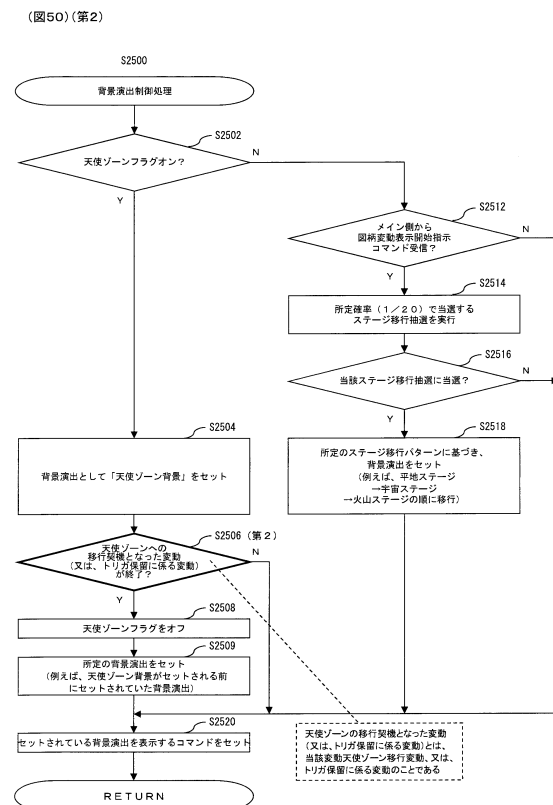 (図50)(第2)
S2500
背景演出制御処理
S2502
天使ゾーンフラグオン?
N
Y
S2512
メイン側から
図柄変動表示開始指示
コマンド受信?
N
Y
S2514
所定確率(1/20)で当選する
ステージ移行抽選を実行
S2516
当該ステージ移行抽選に当選?
N
Y
S2504
背景演出として「天使ゾーン背景」をセット
S2518
所定のステージ移行パターンに基づき、
背景演出をセット
(例えば、平地ステージ
→宇宙ステージ
→火山ステージの順に移行)
S2506(第2)
天使ゾーンへの
移行契機となった変動
(又は、トリガ保留に係る変動)
が終了?
N
Y
S2508
天使ゾーンフラグをオフ
S2509
所定の背景演出をセット
(例えば、天使ゾーン背景がセットされる前
にセットされていた背景演出)
S2520
セットされている背景演出を表示するコマンドをセット
天使ゾーンの移行契機となった変動
(又は、トリガ保留に係る変動)とは、
当該変動天使ゾーン移行変動、又は、
トリガ保留に係る変動のことである
RETURN